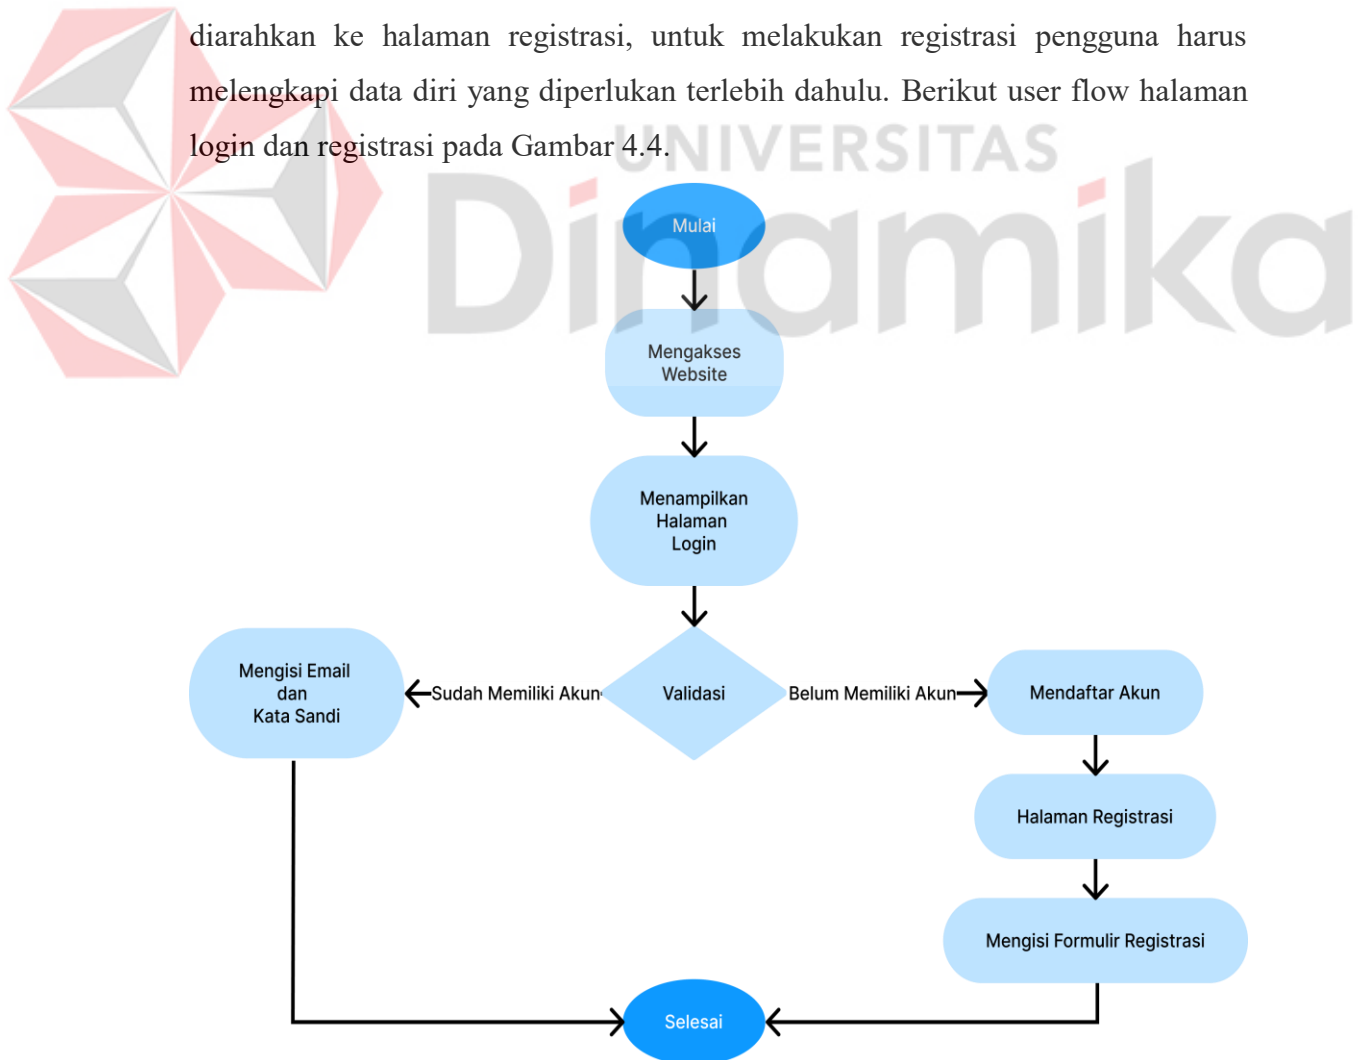 diarahkan ke halaman registrasi, untuk melakukan registrasi pengguna harus
melengkapi data diri yang diperlukan terlebih dahulu. Berikut user flow halaman
login dan registrasi pada Gambar 4.4.
UNIVERSITAS
Dinamika
Mulai
Mengakses
Website
Menampilkan
Halaman
Login
Mengisi Email
dan
Kata Sandi
Sudah Memiliki Akun
Validasi
Belum Memiliki Akun
Mendaftar Akun
Halaman Registrasi
Mengisi Formulir Registrasi
Selesai